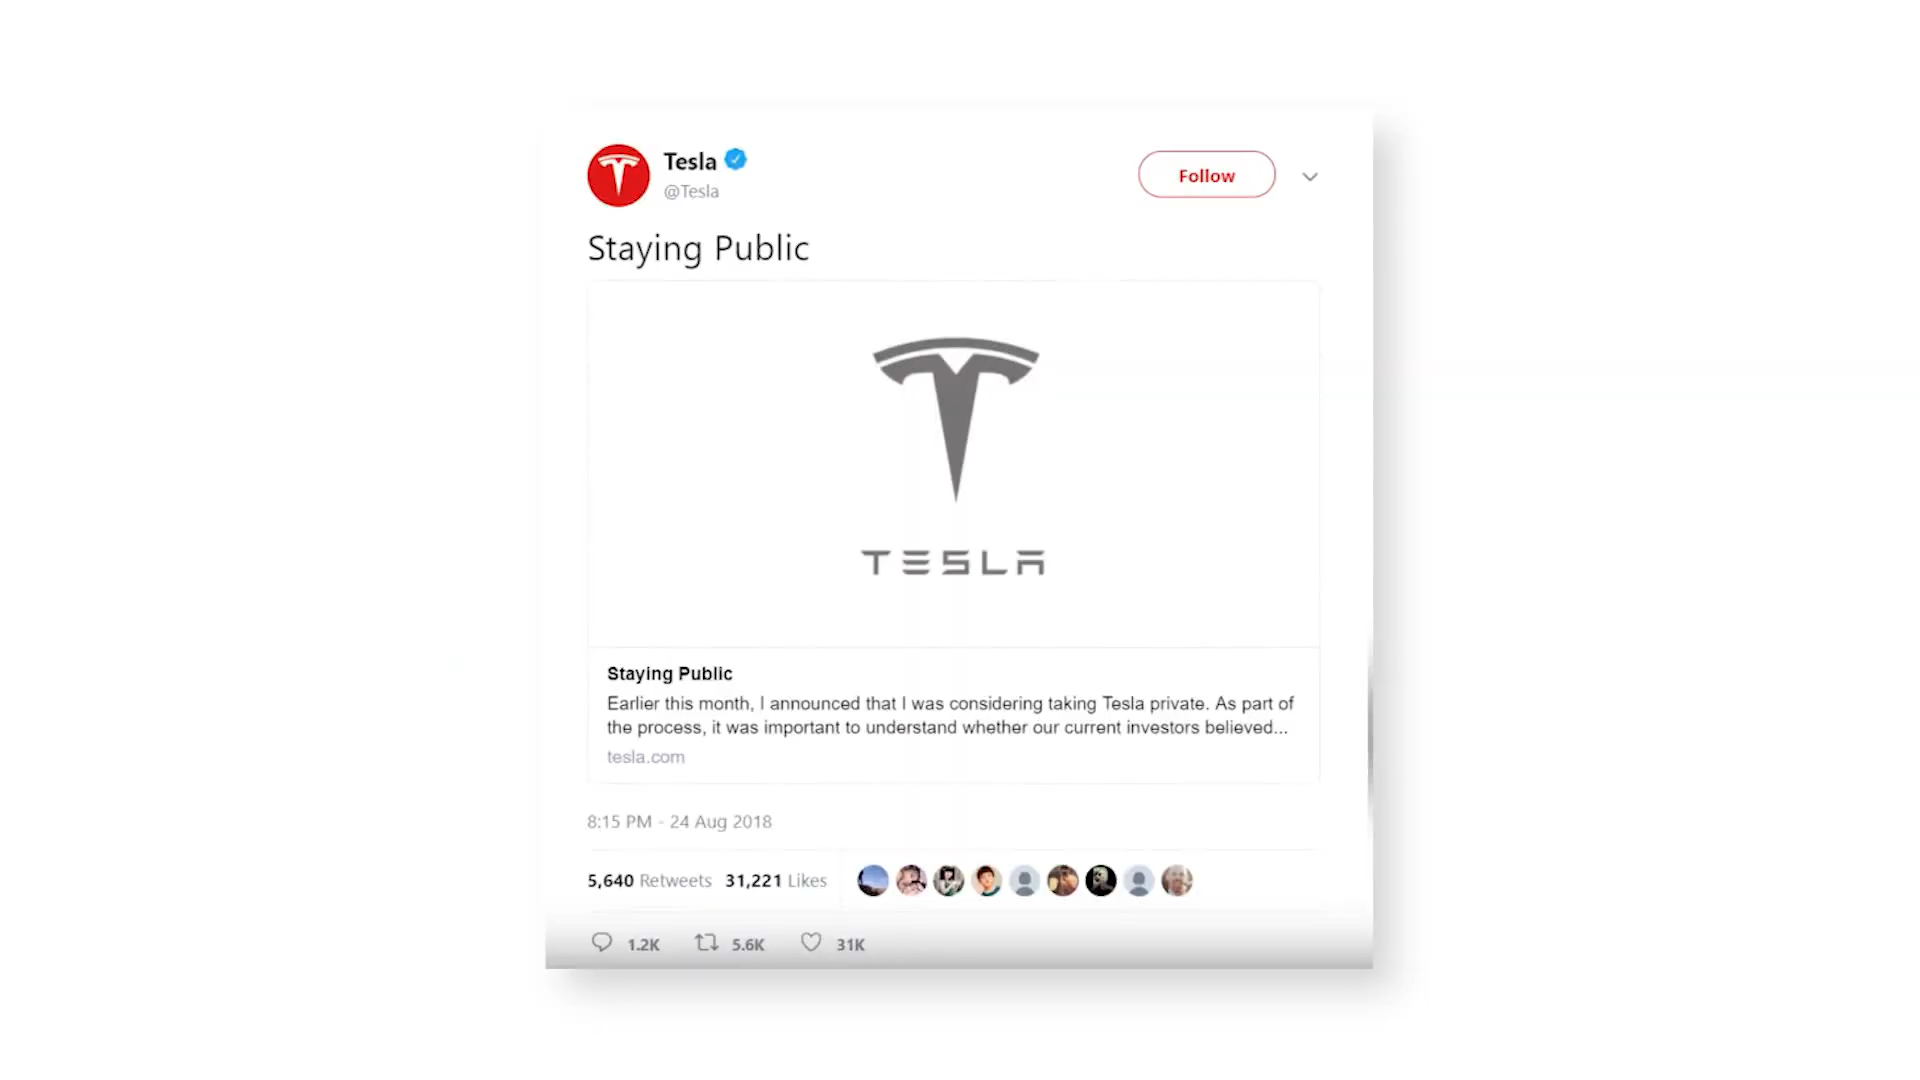 Tesla
@Tesla
Follow
Staying Public
TESLA
Staying Public
Earlier this month, I announced that I was considering taking Tesla private. As part of
the process, it was important to understand whether our current investors believed...
tesla.com
8:15 PM - 24 Aug 2018
5,640 Retweets 31,221 Likes
1.2K 5.6K 31K